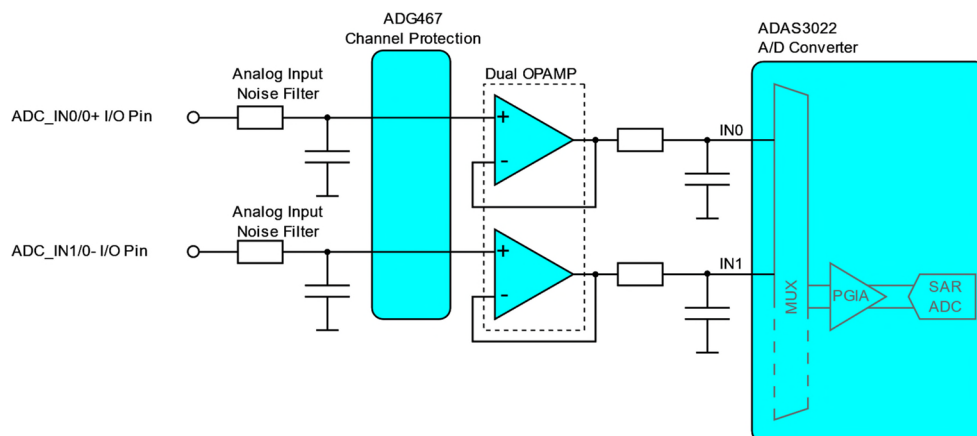 ADG467
Channel Protection
ADAS3022
A/D Converter
Analog Input
Noise Filter
Dual OPAMP
ADC_IN0/0+ I/O Pin
+
-
IN0
Analog Input
Noise Filter
ADC_IN1/0- I/O Pin
+
-
IN1
MUX
PGIA
SAR
ADC